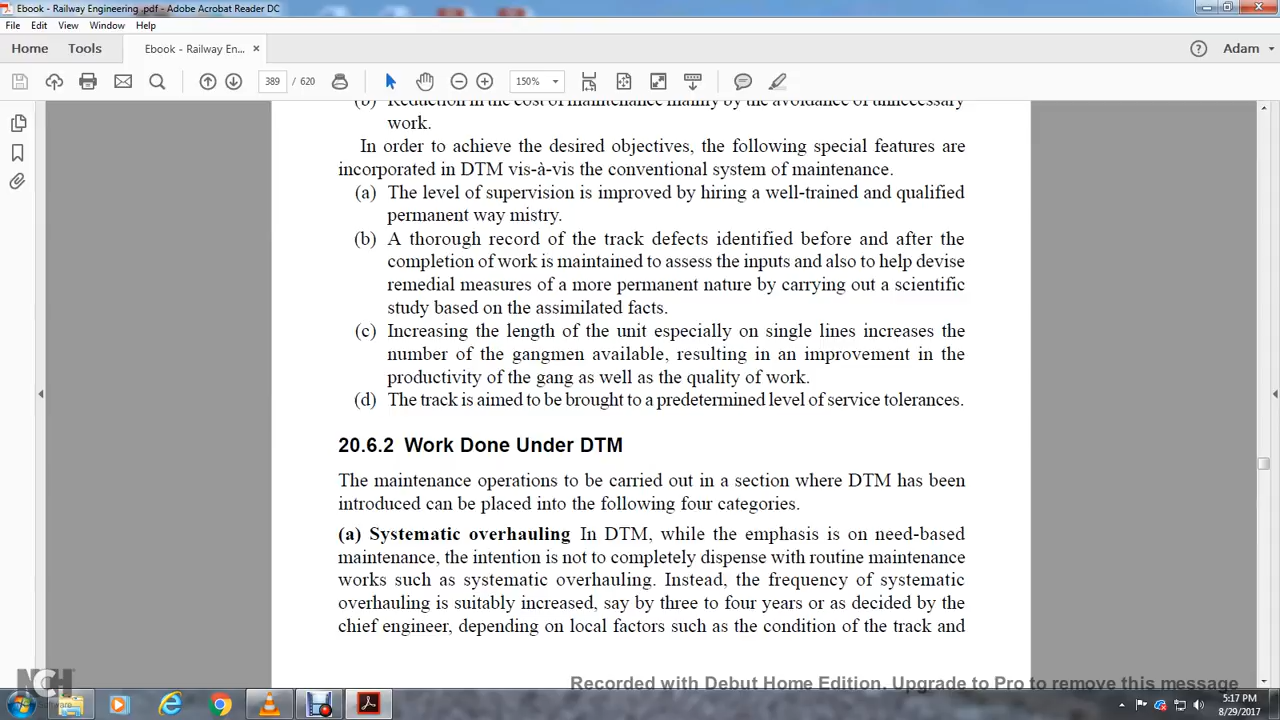 Ebook - Railway Engineering .pdf - Adobe Acrobat Reader DC
File Edit View Window Help
Home Tools Ebook - Railway En... × Adam
389 / 620 150%
(b) Reduction in the cost of maintenance mainly by the avoidance of unnecessary
work.
In order to achieve the desired objectives, the following special features are
incorporated in DTM vis-à-vis the conventional system of maintenance.
(a) The level of supervision is improved by hiring a well-trained and qualified
permanent way mistry.
(b) A thorough record of the track defects identified before and after the
completion of work is maintained to assess the inputs and also to help devise
remedial measures of a more permanent nature by carrying out a scientific
study based on the assimilated facts.
(c) Increasing the length of the unit especially on single lines increases the
number of the gangmen available, resulting in an improvement in the
productivity of the gang as well as the quality of work.
(d) The track is aimed to be brought to a predetermined level of service tolerances.
20.6.2 Work Done Under DTM
The maintenance operations to be carried out in a section where DTM has been
introduced can be placed into the following four categories.
(a) Systematic overhauling In DTM, while the emphasis is on need-based
maintenance, the intention is not to completely dispense with routine maintenance
works such as systematic overhauling. Instead, the frequency of systematic
overhauling is suitably increased, say by three to four years or as decided by the
chief engineer, depending on local factors such as the condition of the track and
NCH
Recorded with Debut Home Edition. Upgrade to Pro to remove this message
5:17 PM
8/29/2017